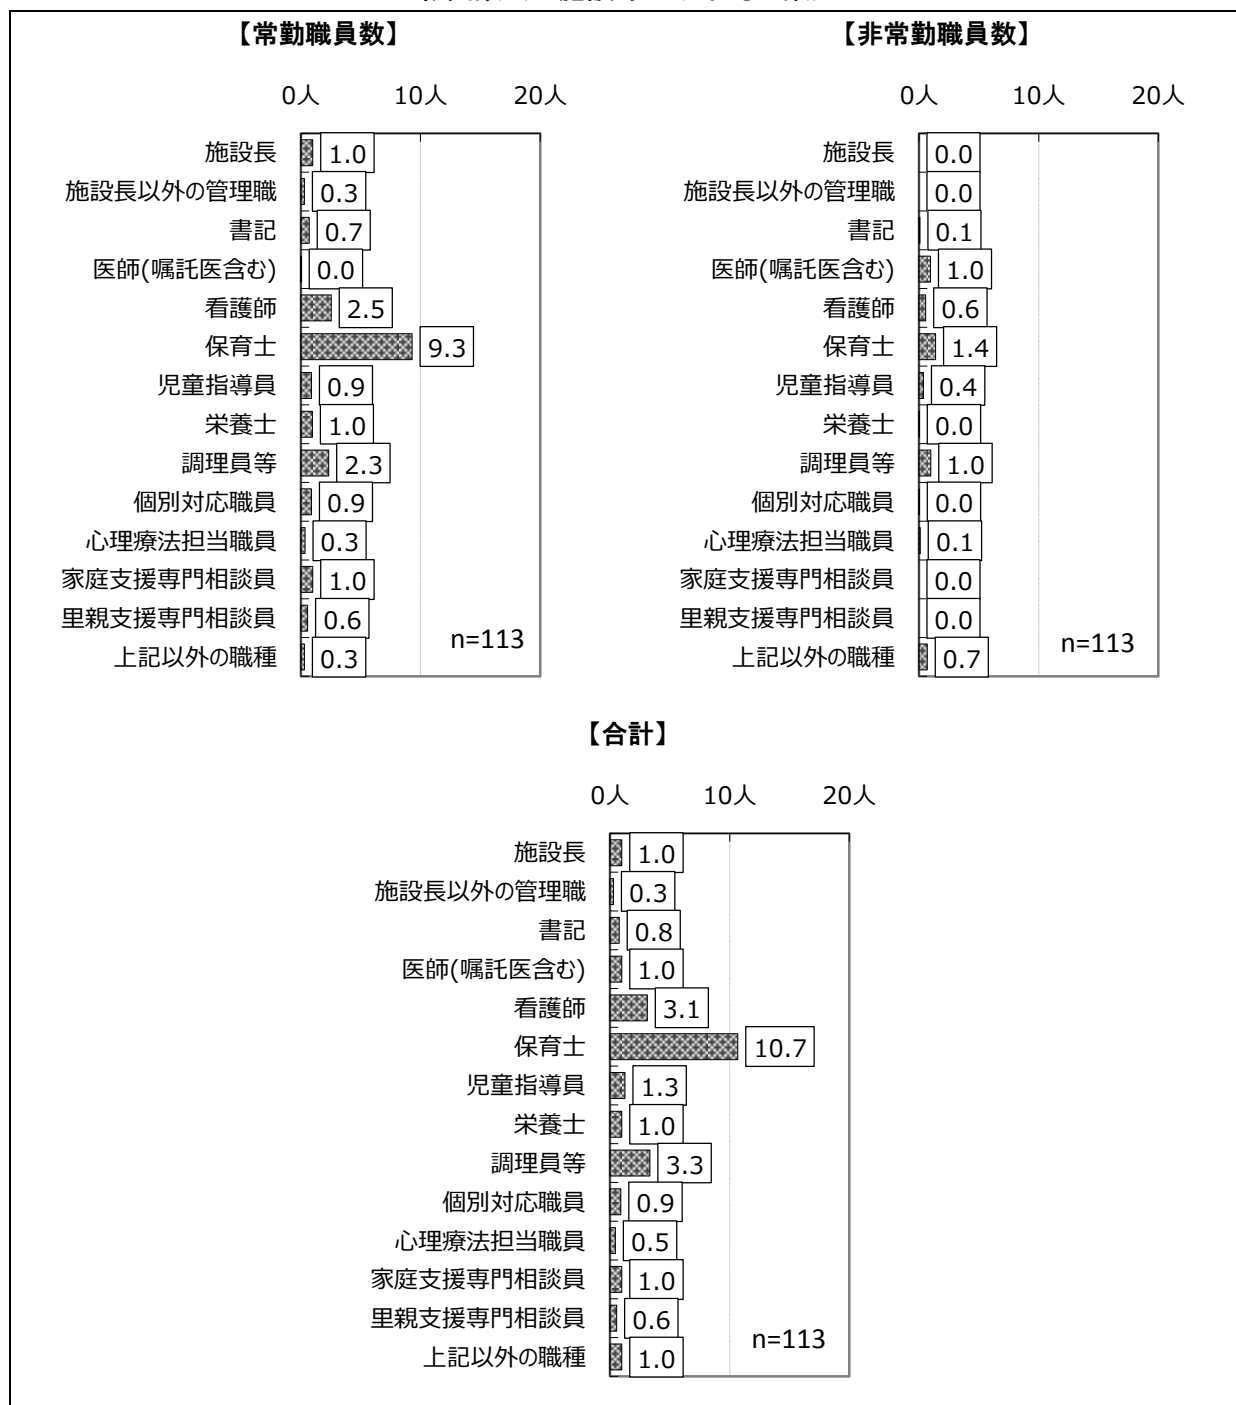 【常勤職員数】
0人 10人 20人
施設長 1.0
施設長以外の管理職 0.3
書記 0.7
医師(嘱託医含む) 0.0
看護師 2.5
保育士 9.3
児童指導員 0.9
栄養士 1.0
調理員等 2.3
個別対応職員 0.9
心理療法担当職員 0.3
家庭支援専門相談員 1.0
里親支援専門相談員 0.6
上記以外の職種 0.3
n=113
【非常勤職員数】
0人 10人 20人
施設長 0.0
施設長以外の管理職 0.0
書記 0.1
医師(嘱託医含む) 1.0
看護師 0.6
保育士 1.4
児童指導員 0.4
栄養士 0.0
調理員等 1.0
個別対応職員 0.0
心理療法担当職員 0.1
家庭支援専門相談員 0.0
里親支援専門相談員 0.0
上記以外の職種 0.7
n=113
【合計】
0人 10人 20人
施設長 1.0
施設長以外の管理職 0.3
書記 0.8
医師(嘱託医含む) 1.0
看護師 3.1
保育士 10.7
児童指導員 1.3
栄養士 1.0
調理員等 3.3
個別対応職員 0.9
心理療法担当職員 0.5
家庭支援専門相談員 1.0
里親支援専門相談員 0.6
上記以外の職種 1.0
n=113